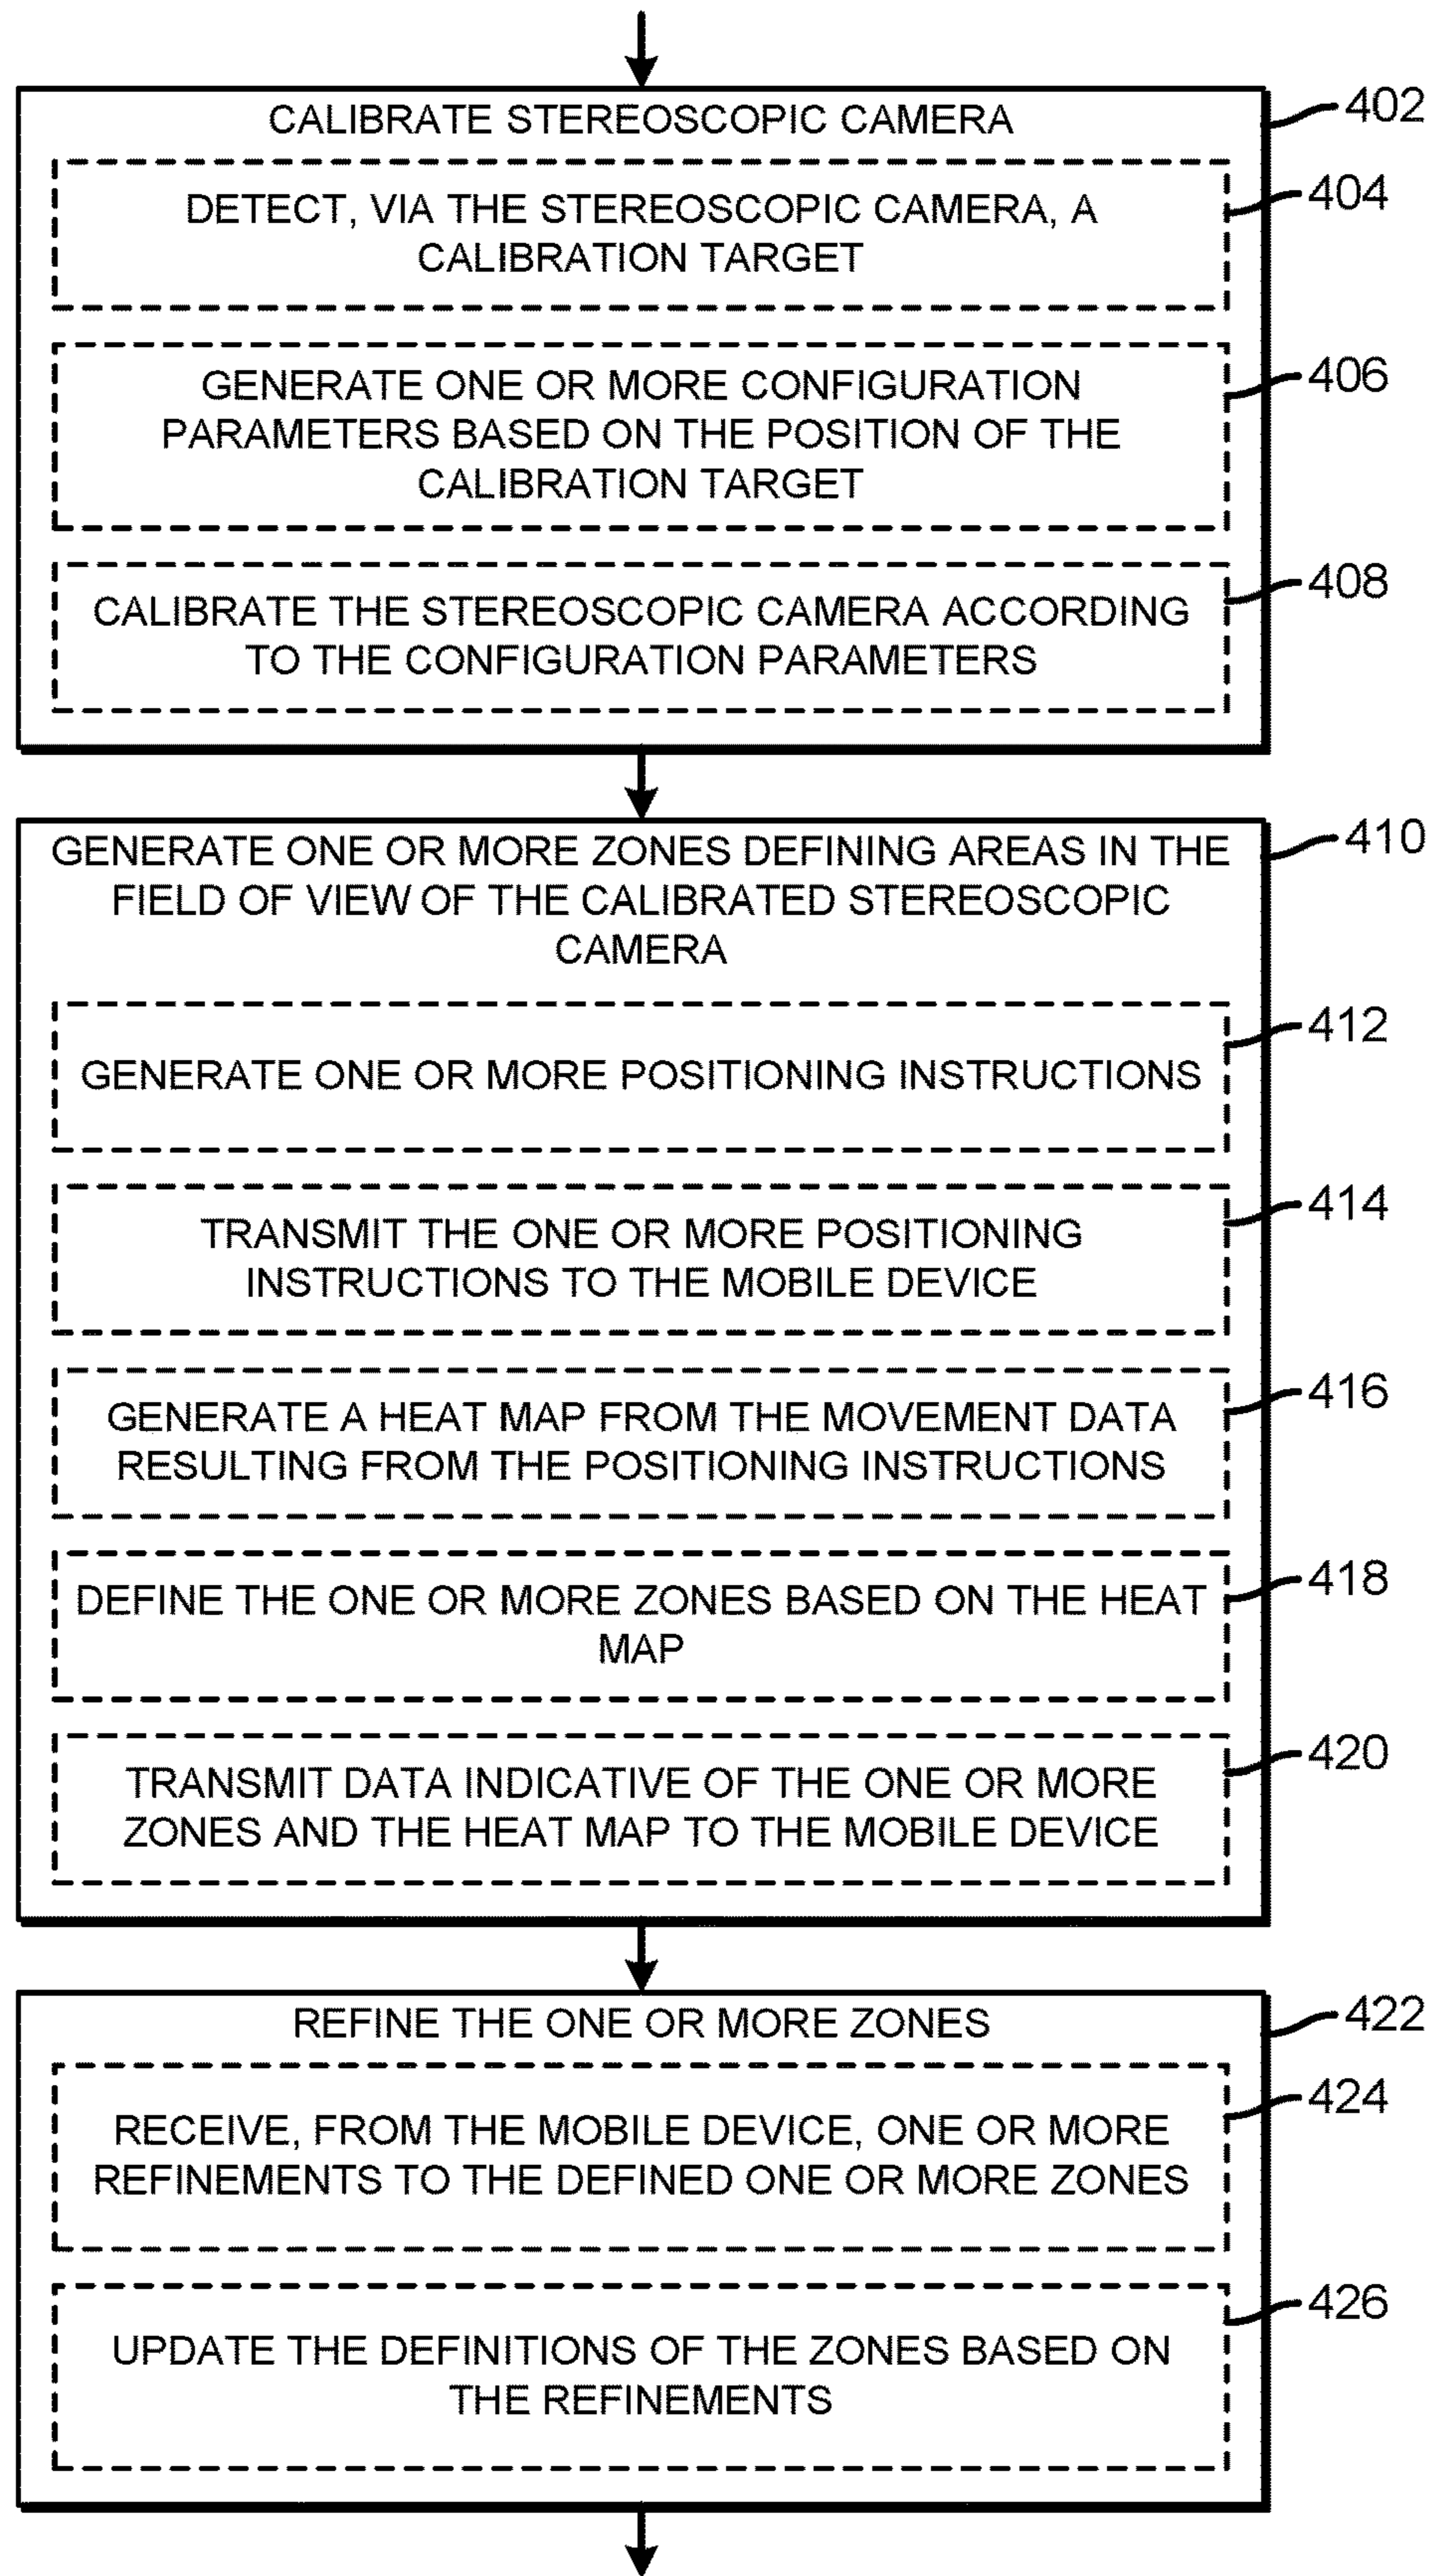 CALIBRATE STEREOSCOPIC CAMERA
402
DETECT, VIA THE STEREOSCOPIC CAMERA, A
CALIBRATION TARGET
404
GENERATE ONE OR MORE CONFIGURATION
PARAMETERS BASED ON THE POSITION OF THE
CALIBRATION TARGET
406
CALIBRATE THE STEREOSCOPIC CAMERA ACCORDING
TO THE CONFIGURATION PARAMETERS
408
GENERATE ONE OR MORE ZONES DEFINING AREAS IN THE
FIELD OF VIEW OF THE CALIBRATED STEREOSCOPIC
CAMERA
410
GENERATE ONE OR MORE POSITIONING INSTRUCTIONS
412
TRANSMIT THE ONE OR MORE POSITIONING
INSTRUCTIONS TO THE MOBILE DEVICE
414
GENERATE A HEAT MAP FROM THE MOVEMENT DATA
RESULTING FROM THE POSITIONING INSTRUCTIONS
416
DEFINE THE ONE OR MORE ZONES BASED ON THE HEAT
MAP
418
TRANSMIT DATA INDICATIVE OF THE ONE OR MORE
ZONES AND THE HEAT MAP TO THE MOBILE DEVICE
420
REFINE THE ONE OR MORE ZONES
422
RECEIVE, FROM THE MOBILE DEVICE, ONE OR MORE
REFINEMENTS TO THE DEFINED ONE OR MORE ZONES
424
UPDATE THE DEFINITIONS OF THE ZONES BASED ON
THE REFINEMENTS
426